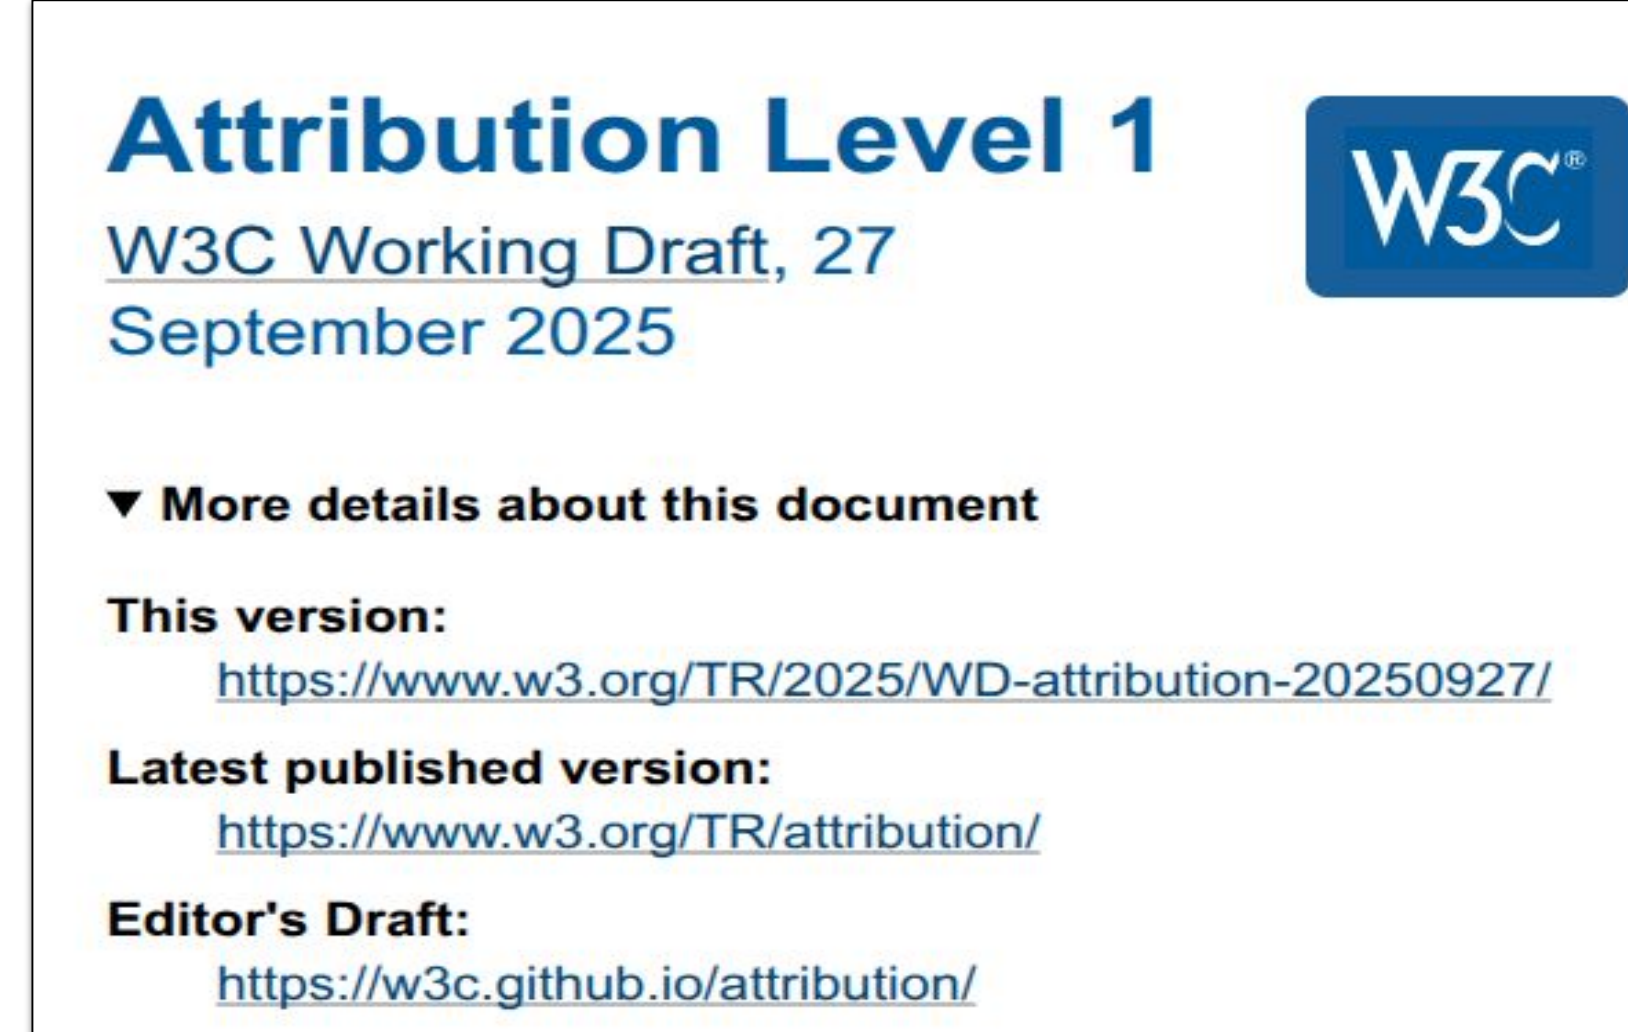 Attribution Level 1
W3C®
W3C Working Draft, 27
September 2025
▼ More details about this document
This version:
https://www.w3.org/TR/2025/WD-attribution-20250927/
Latest published version:
https://www.w3.org/TR/attribution/
Editor's Draft:
https://w3c.github.io/attribution/